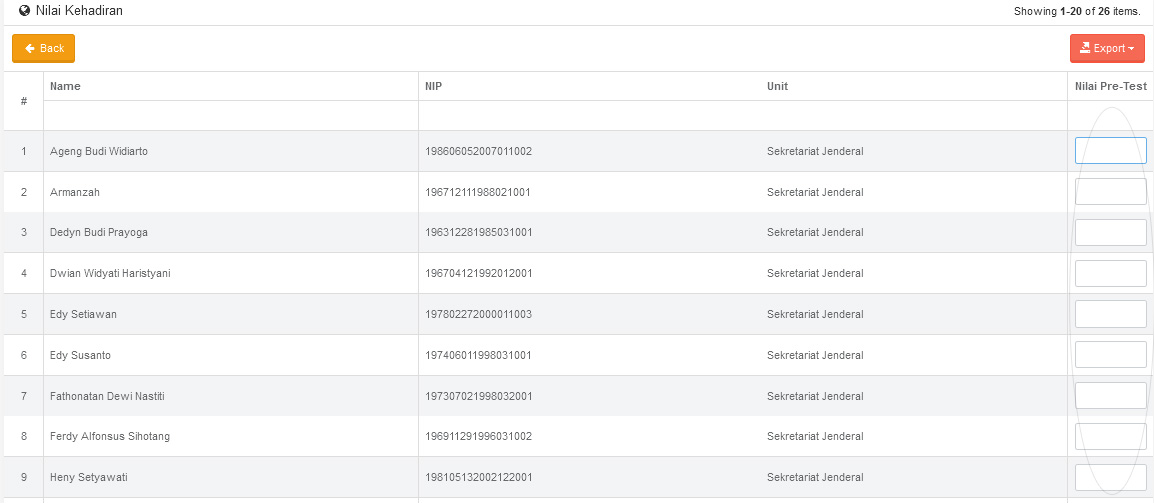 Nilai Kehadiran Showing 1-20 of 26 items.
Back Export
# Name NIP Unit Nilai Pre-Test
1 Ageng Budi Widiarto 198606052007011002 Sekretariat Jenderal
2 Armanzah 196712111988021001 Sekretariat Jenderal
3 Dedyn Budi Prayoga 196312281985031001 Sekretariat Jenderal
4 Dwian Widyati Haristyani 196704121992012001 Sekretariat Jenderal
5 Edy Setiawan 197802272000011003 Sekretariat Jenderal
6 Edy Susanto 197406011998031001 Sekretariat Jenderal
7 Fathonatan Dewi Nastiti 197307021998032001 Sekretariat Jenderal
8 Ferdy Alfonsus Sihotang 196911291996031002 Sekretariat Jenderal
9 Heny Setyawati 198105132002122001 Sekretariat Jenderal